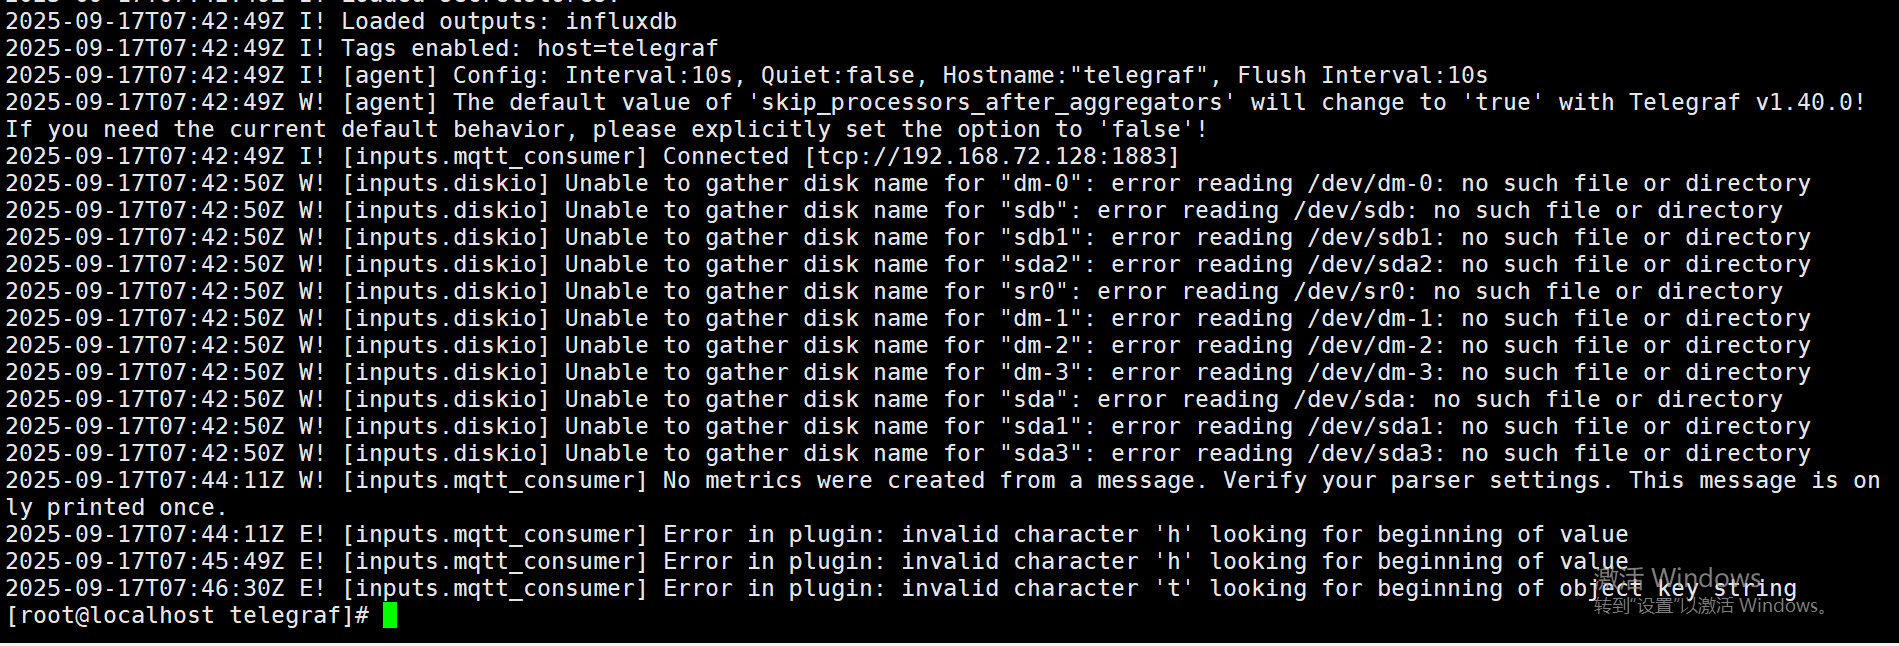 2025-09-17T07:42:49Z I! Loaded secretstores:
2025-09-17T07:42:49Z I! Loaded outputs: influxdb
2025-09-17T07:42:49Z I! Tags enabled: host=telegraf
2025-09-17T07:42:49Z I! [agent] Config: Interval:10s, Quiet:false, Hostname:"telegraf", Flush Interval:10s
2025-09-17T07:42:49Z W! [agent] The default value of 'skip_processors_after_aggregators' will change to 'true' with Telegraf v1.40.0!
If you need the current default behavior, please explicitly set the option to 'false'!
2025-09-17T07:42:49Z I! [inputs.mqtt_consumer] Connected [tcp://192.168.72.128:1883]
2025-09-17T07:42:50Z W! [inputs.diskio] Unable to gather disk name for "dm-0": error reading /dev/dm-0: no such file or directory
2025-09-17T07:42:50Z W! [inputs.diskio] Unable to gather disk name for "sdb": error reading /dev/sdb: no such file or directory
2025-09-17T07:42:50Z W! [inputs.diskio] Unable to gather disk name for "sdb1": error reading /dev/sdb1: no such file or directory
2025-09-17T07:42:50Z W! [inputs.diskio] Unable to gather disk name for "sda2": error reading /dev/sda2: no such file or directory
2025-09-17T07:42:50Z W! [inputs.diskio] Unable to gather disk name for "sr0": error reading /dev/sr0: no such file or directory
2025-09-17T07:42:50Z W! [inputs.diskio] Unable to gather disk name for "dm-1": error reading /dev/dm-1: no such file or directory
2025-09-17T07:42:50Z W! [inputs.diskio] Unable to gather disk name for "dm-2": error reading /dev/dm-2: no such file or directory
2025-09-17T07:42:50Z W! [inputs.diskio] Unable to gather disk name for "dm-3": error reading /dev/dm-3: no such file or directory
2025-09-17T07:42:50Z W! [inputs.diskio] Unable to gather disk name for "sda": error reading /dev/sda: no such file or directory
2025-09-17T07:42:50Z W! [inputs.diskio] Unable to gather disk name for "sda1": error reading /dev/sda1: no such file or directory
2025-09-17T07:42:50Z W! [inputs.diskio] Unable to gather disk name for "sda3": error reading /dev/sda3: no such file or directory
2025-09-17T07:44:11Z W! [inputs.mqtt_consumer] No metrics were created from a message. Verify your parser settings. This message is on
ly printed once.
2025-09-17T07:44:11Z E! [inputs.mqtt_consumer] Error in plugin: invalid character 'h' looking for beginning of value
2025-09-17T07:45:49Z E! [inputs.mqtt_consumer] Error in plugin: invalid character 'h' looking for beginning of value
2025-09-17T07:46:30Z E! [inputs.mqtt_consumer] Error in plugin: invalid character 't' looking for beginning of object key string
[root@localhost telegraf]#
激活 Windows
转到“设置”以激活 Windows。